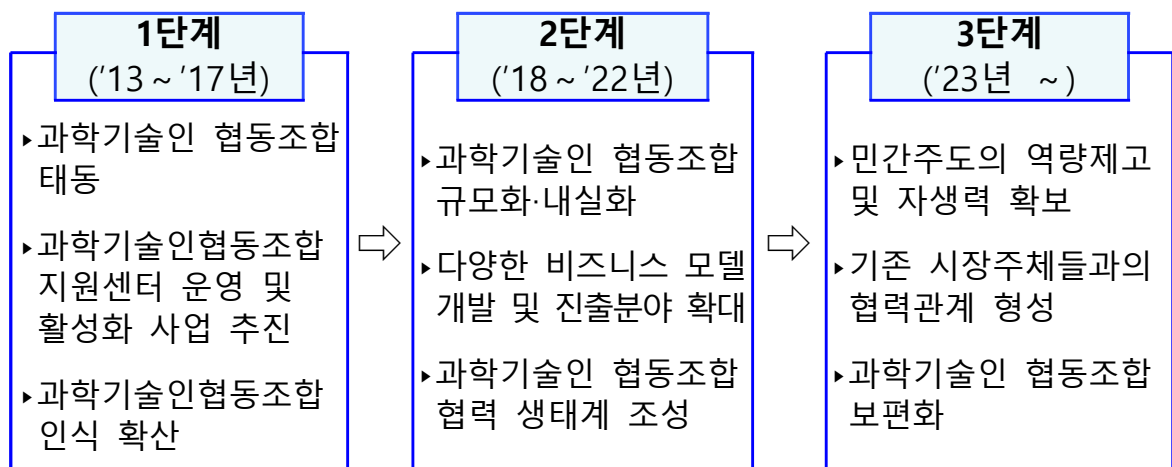 1단계
('13 ~ '17년)
▸과학기술인 협동조합
태동
▸과학기술인협동조합
지원센터 운영 및
활성화 사업 추진
▸과학기술인협동조합
인식 확산
2단계
('18 ~ '22년)
▸과학기술인 협동조합
규모화·내실화
▸다양한 비즈니스 모델
개발 및 진출분야 확대
▸과학기술인 협동조합
협력 생태계 조성
3단계
('23년 ~)
▸민간주도의 역량제고
및 자생력 확보
▸기존 시장주체들과의
협력관계 형성
▸과학기술인 협동조합
보편화